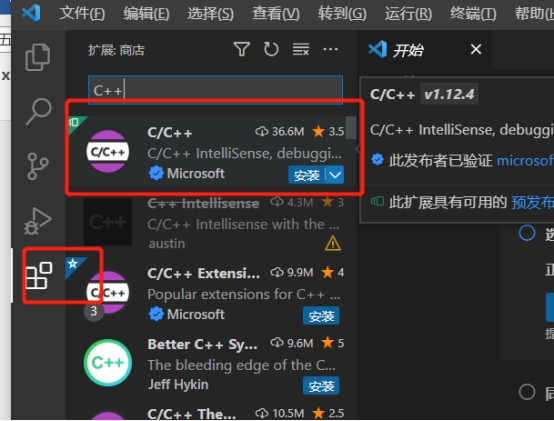 文件(F) 编辑(E) 选择(S) 查看(V) 转到(G) 运行(R) 终端(T) 帮助(H
五
x
扩展: 商店
开始
C++
C/C++ 36.6M 3.5
C/C++ IntelliSense, debuggi...
Microsoft 安装
C/C++ v1.12.4
C/C++ IntelliSense, debugg
此发布者已验证 microsof
此扩展具有可用的 预发布
C++ Intellisense 4.3M 3
C/C++ Intellisense with the ...
austin
C/C++ Extensi... 9.9M 4
Popular extensions for C++ ...
Microsoft 安装
3
Better C++ Sy... 9.6M 5
The bleeding edge of the C...
Jeff Hykin 安装
C/C++ The... 10.5M 2.5